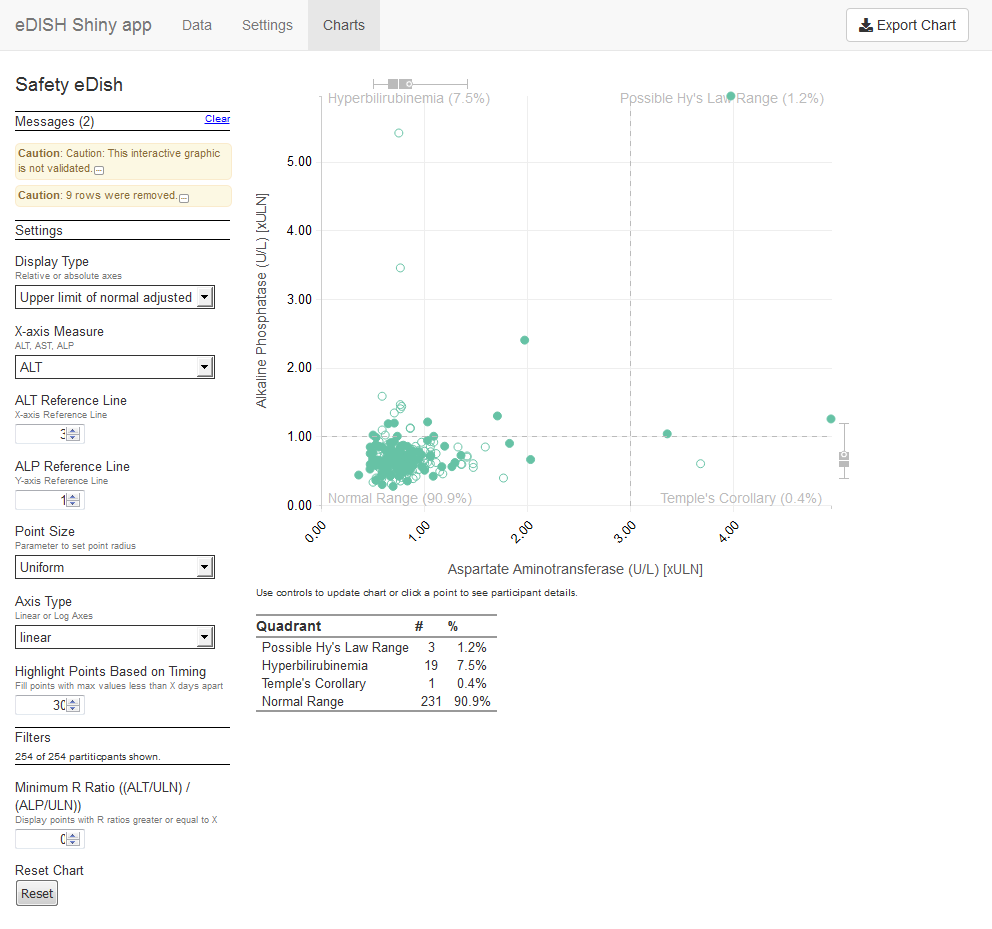 eDISH Shiny app
Data
Settings
Charts
Export Chart
Safety eDish
Messages (2)
Clear
Caution: Caution: This interactive graphic
is not validated.
Caution: 9 rows were removed.
Settings
Display Type
Relative or absolute axes
Upper limit of normal adjusted
X-axis Measure
ALT, AST, ALP
ALT
ALT Reference Line
X-axis Reference Line
3
ALP Reference Line
Y-axis Reference Line
1
Point Size
Parameter to set point radius
Uniform
Axis Type
Linear or Log Axes
linear
Highlight Points Based on Timing
Fill points with max values less than X days apart
30
Filters
254 of 254 partiticpants shown.
Minimum R Ratio ((ALT/ULN) /
(ALP/ULN))
Display points with R ratios greater or equal to X
0
Reset Chart
Reset
Hyperbilirubinemia (7.5%)
Possible Hy's Law Range (1.2%)
5.00
4.00
3.00
2.00
1.00
0.00
Alkaline Phosphatase (U/L) [xULN]
Normal Range (90.9%)
Temple's Corollary (0.4%)
0.00
1.00
2.00
3.00
4.00
Aspartate Aminotransferase (U/L) [xULN]
Use controls to update chart or click a point to see participant details.
Quadrant # %
Possible Hy's Law Range 3 1.2%
Hyperbilirubinemia 19 7.5%
Temple's Corollary 1 0.4%
Normal Range 231 90.9%